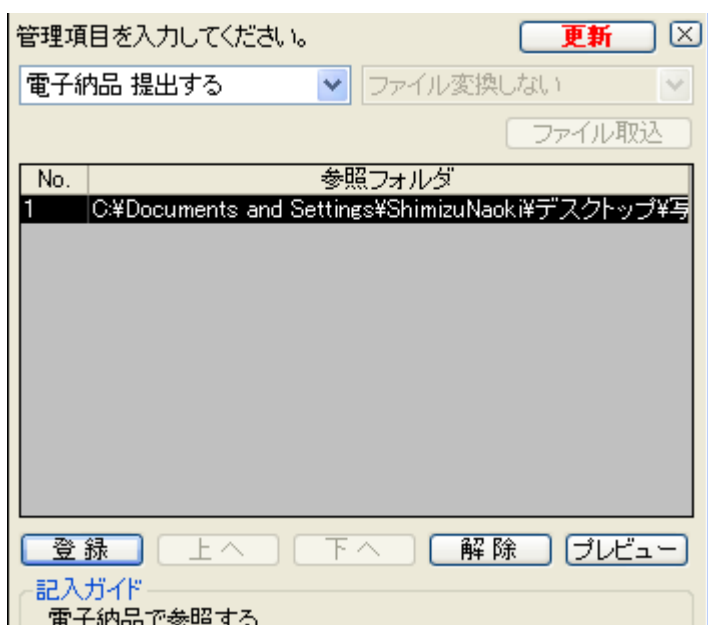 管理項目を入力してください。 更新
電子納品 提出する ファイル変換しない
ファイル取込
No. 参照フォルダ
1 C:¥Documents and Settings¥ShimizuNaoki¥デスクトップ¥写
登録 上へ 下へ 解除 プレビュー
記入ガイド
電子納品で参照する